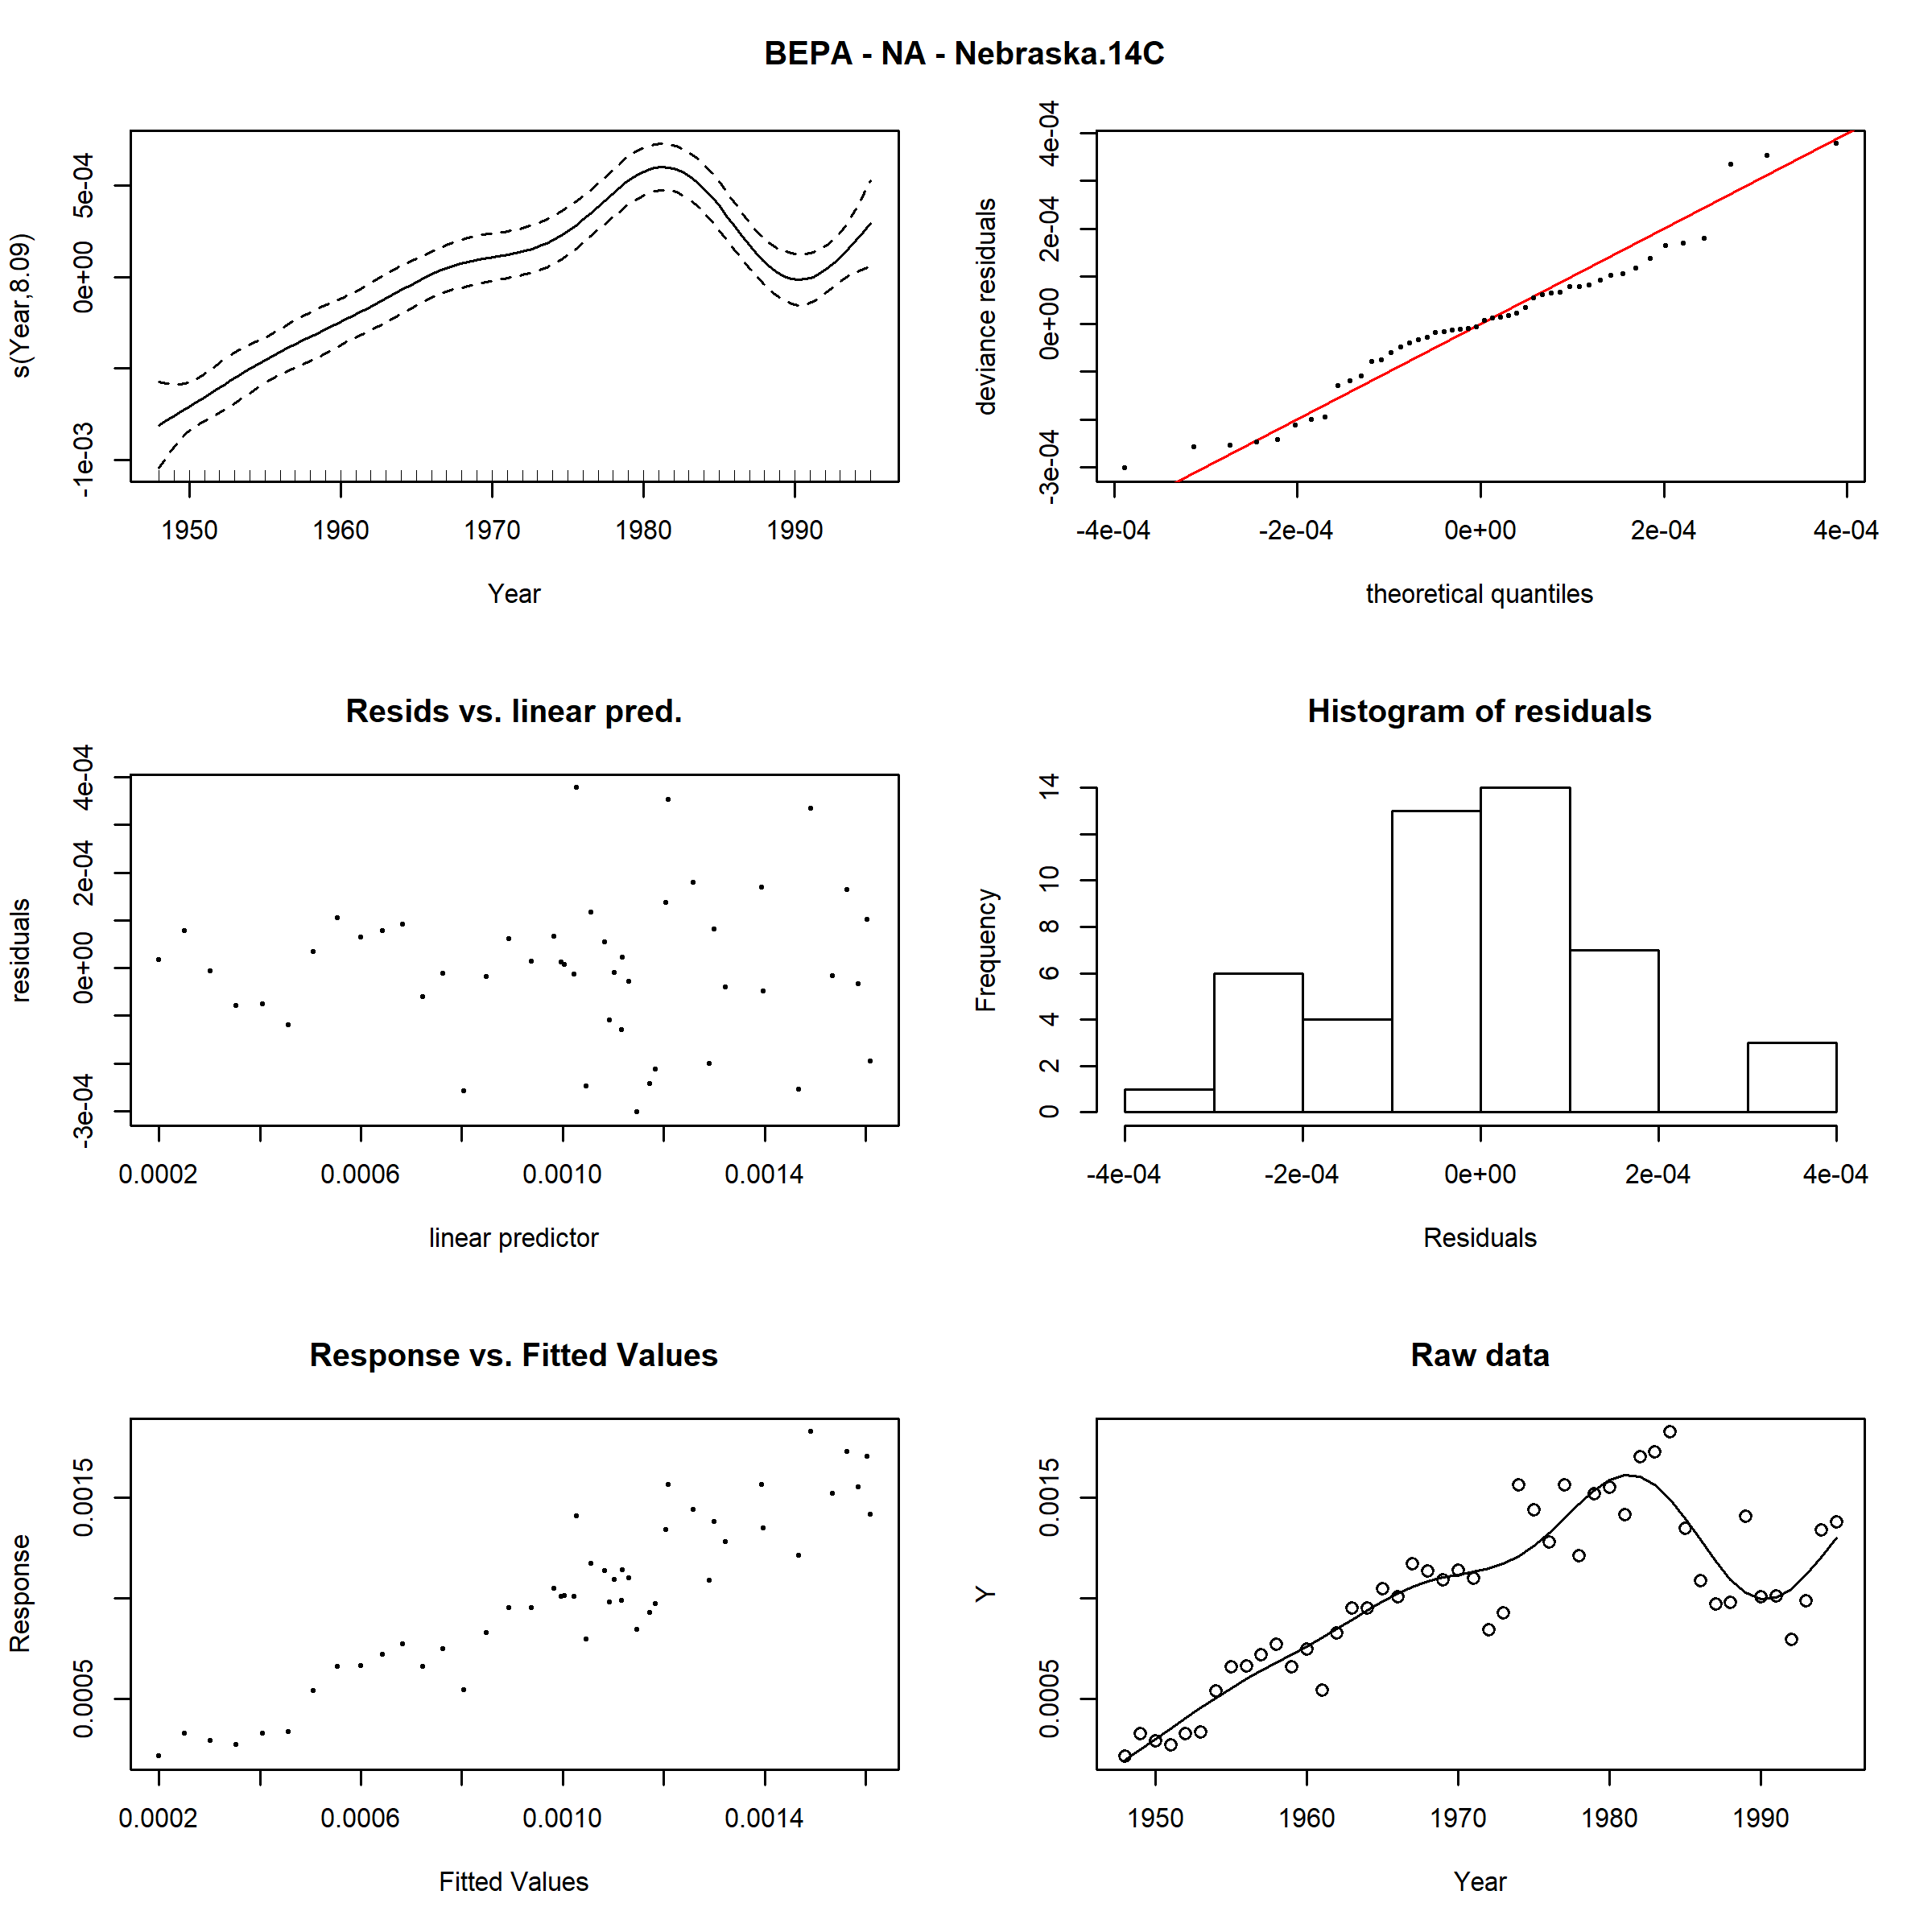 BEPA - NA - Nebraska.14C
s(Year,8.09)
-1e-03 0e+00 5e-04
1950 1960 1970 1980 1990
Year
deviance residuals
-3e-04 0e+00 2e-04 4e-04
-4e-04 -2e-04 0e+00 2e-04 4e-04
theoretical quantiles
Resids vs. linear pred.
residuals
-3e-04 0e+00 2e-04 4e-04
0.0002 0.0006 0.0010 0.0014
linear predictor
Histogram of residuals
Frequency
0 2 4 6 8 10 14
-4e-04 -2e-04 0e+00 2e-04 4e-04
Residuals
Response vs. Fitted Values
Response
0.0005 0.0015
0.0002 0.0006 0.0010 0.0014
Fitted Values
Raw data
Y
0.0005 0.0015
1950 1960 1970 1980 1990
Year